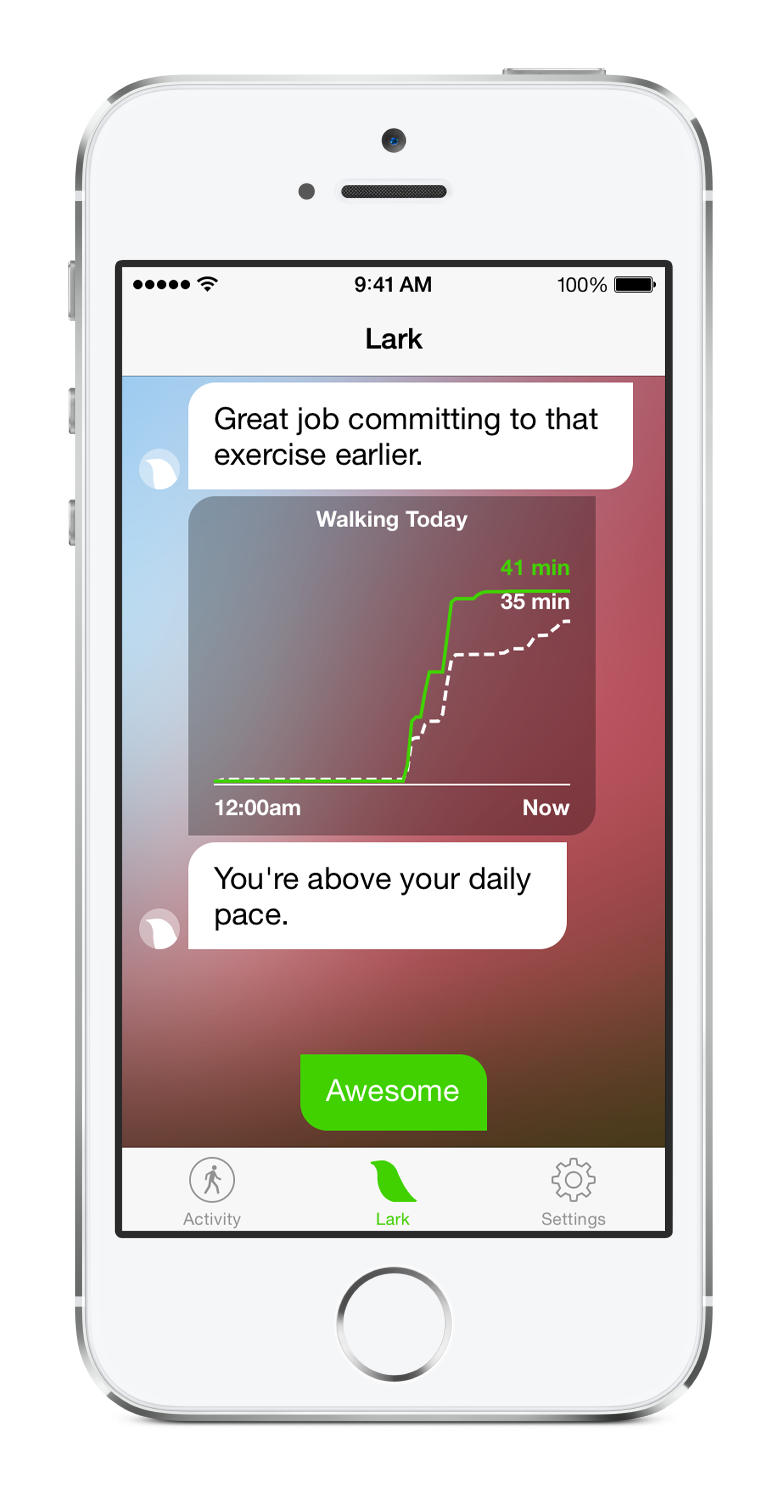 9:41 AM
100%
Lark
Great job committing to that
exercise earlier.
Walking Today
41 min
35 min
12:00am
Now
You're above your daily
pace.
Awesome
Activity
Lark
Settings